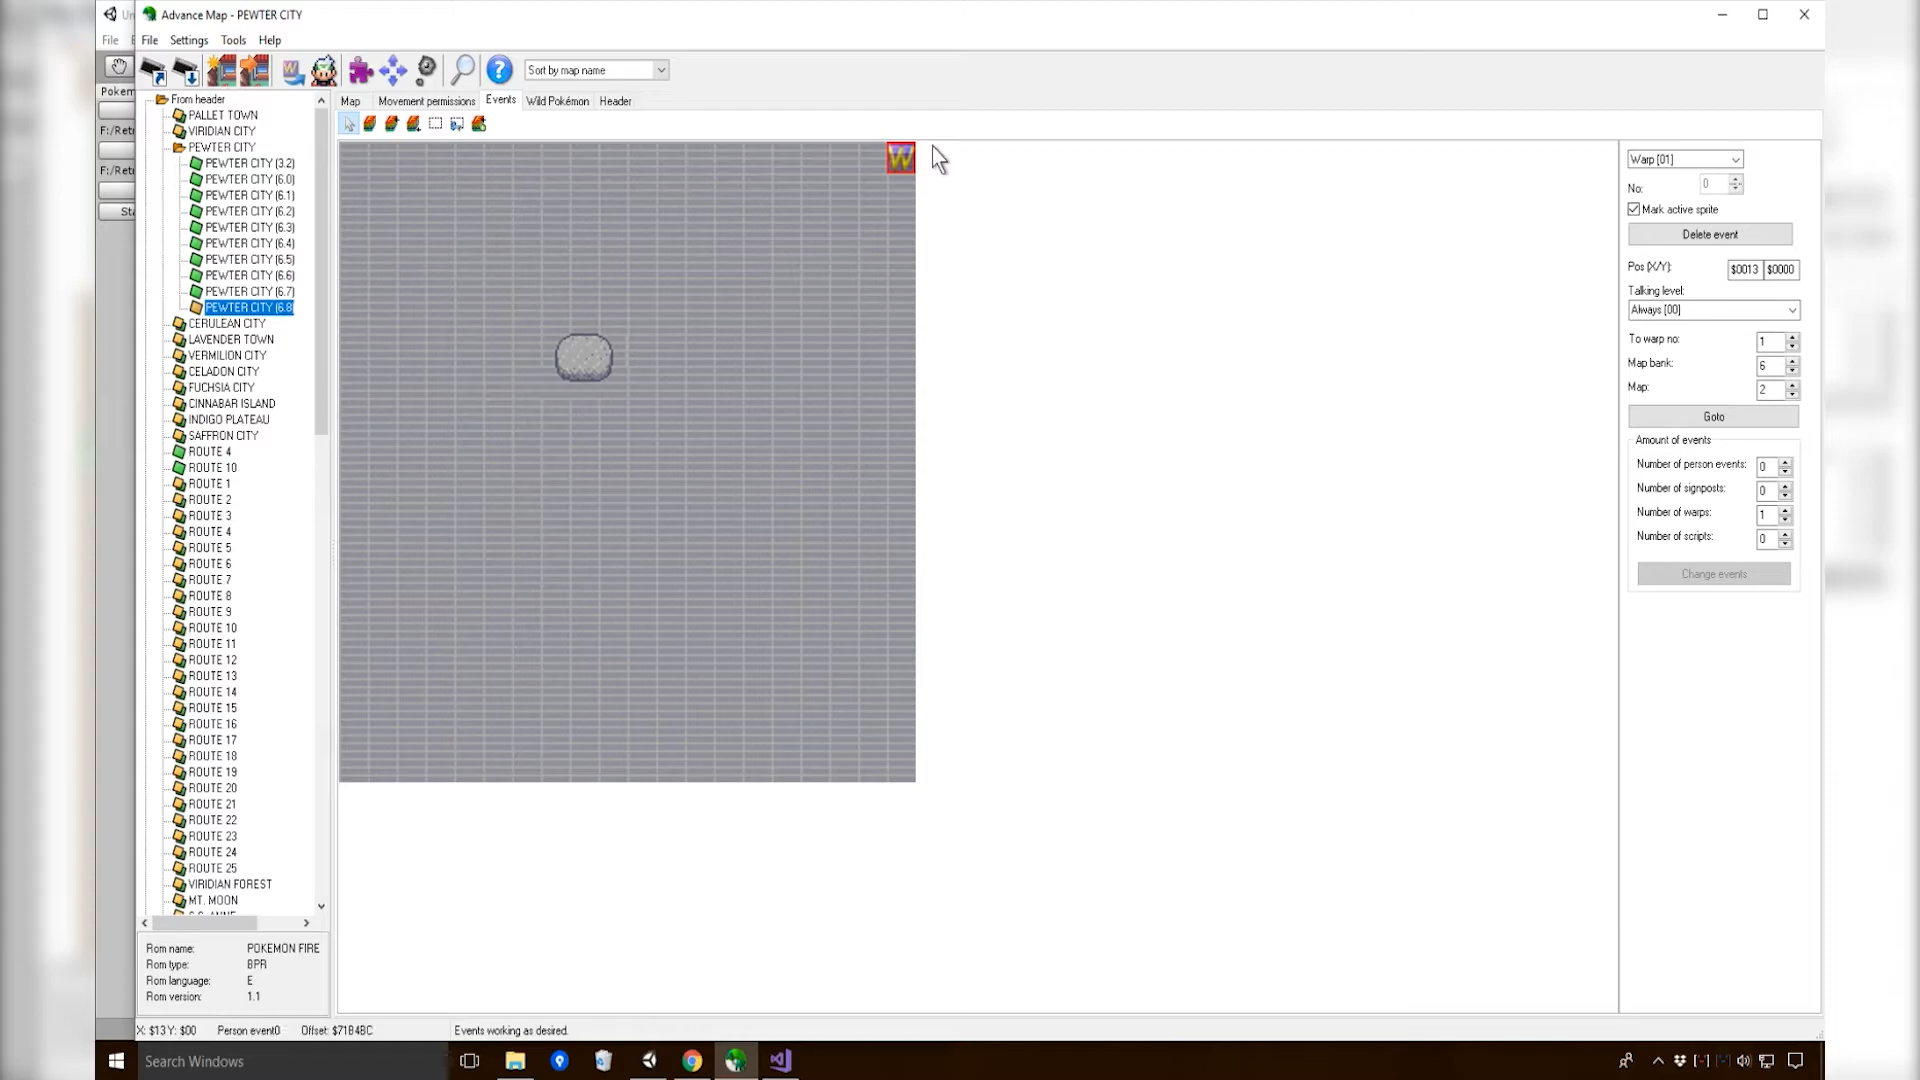 Un
Advance Map - PEWTER CITY
File
File Settings Tools Help
Sort by map name
Pokem
F:/Retr
F:/Retr
Sta
From header
PALLET TOWN
VIRIDIAN CITY
PEWTER CITY
PEWTER CITY (3.2)
PEWTER CITY (6.0)
PEWTER CITY (6.1)
PEWTER CITY (6.2)
PEWTER CITY (6.3)
PEWTER CITY (6.4)
PEWTER CITY (6.5)
PEWTER CITY (6.6)
PEWTER CITY (6.7)
PEWTER CITY (6.8)
CERULEAN CITY
LAVENDER TOWN
VERMILION CITY
CELADON CITY
FUCHSIA CITY
CINNABAR ISLAND
INDIGO PLATEAU
SAFFRON CITY
ROUTE 4
ROUTE 10
ROUTE 1
ROUTE 2
ROUTE 3
ROUTE 4
ROUTE 5
ROUTE 6
ROUTE 7
ROUTE 8
ROUTE 9
ROUTE 10
ROUTE 11
ROUTE 12
ROUTE 13
ROUTE 14
ROUTE 15
ROUTE 16
ROUTE 17
ROUTE 18
ROUTE 19
ROUTE 20
ROUTE 21
ROUTE 22
ROUTE 23
ROUTE 24
ROUTE 25
VIRIDIAN FOREST
MT. MOON
S.S. ANNE
Rom name: POKEMON FIRE
Rom type: BPR
Rom language: E
Rom version: 1.1
Map Movement permissions Events Wild Pokémon Header
W
Warp [01]
No: 0
Mark active sprite
Delete event
Pos (X/Y): $0013 $0000
Talking level:
Always [00]
To warp no: 1
Map bank: 6
Map: 2
Goto
Amount of events
Number of person events: 0
Number of signposts: 0
Number of warps: 1
Number of scripts: 0
Change events
X: $13 Y: $00 Person event0 Offset: $71B4BC Events working as desired.
Search Windows